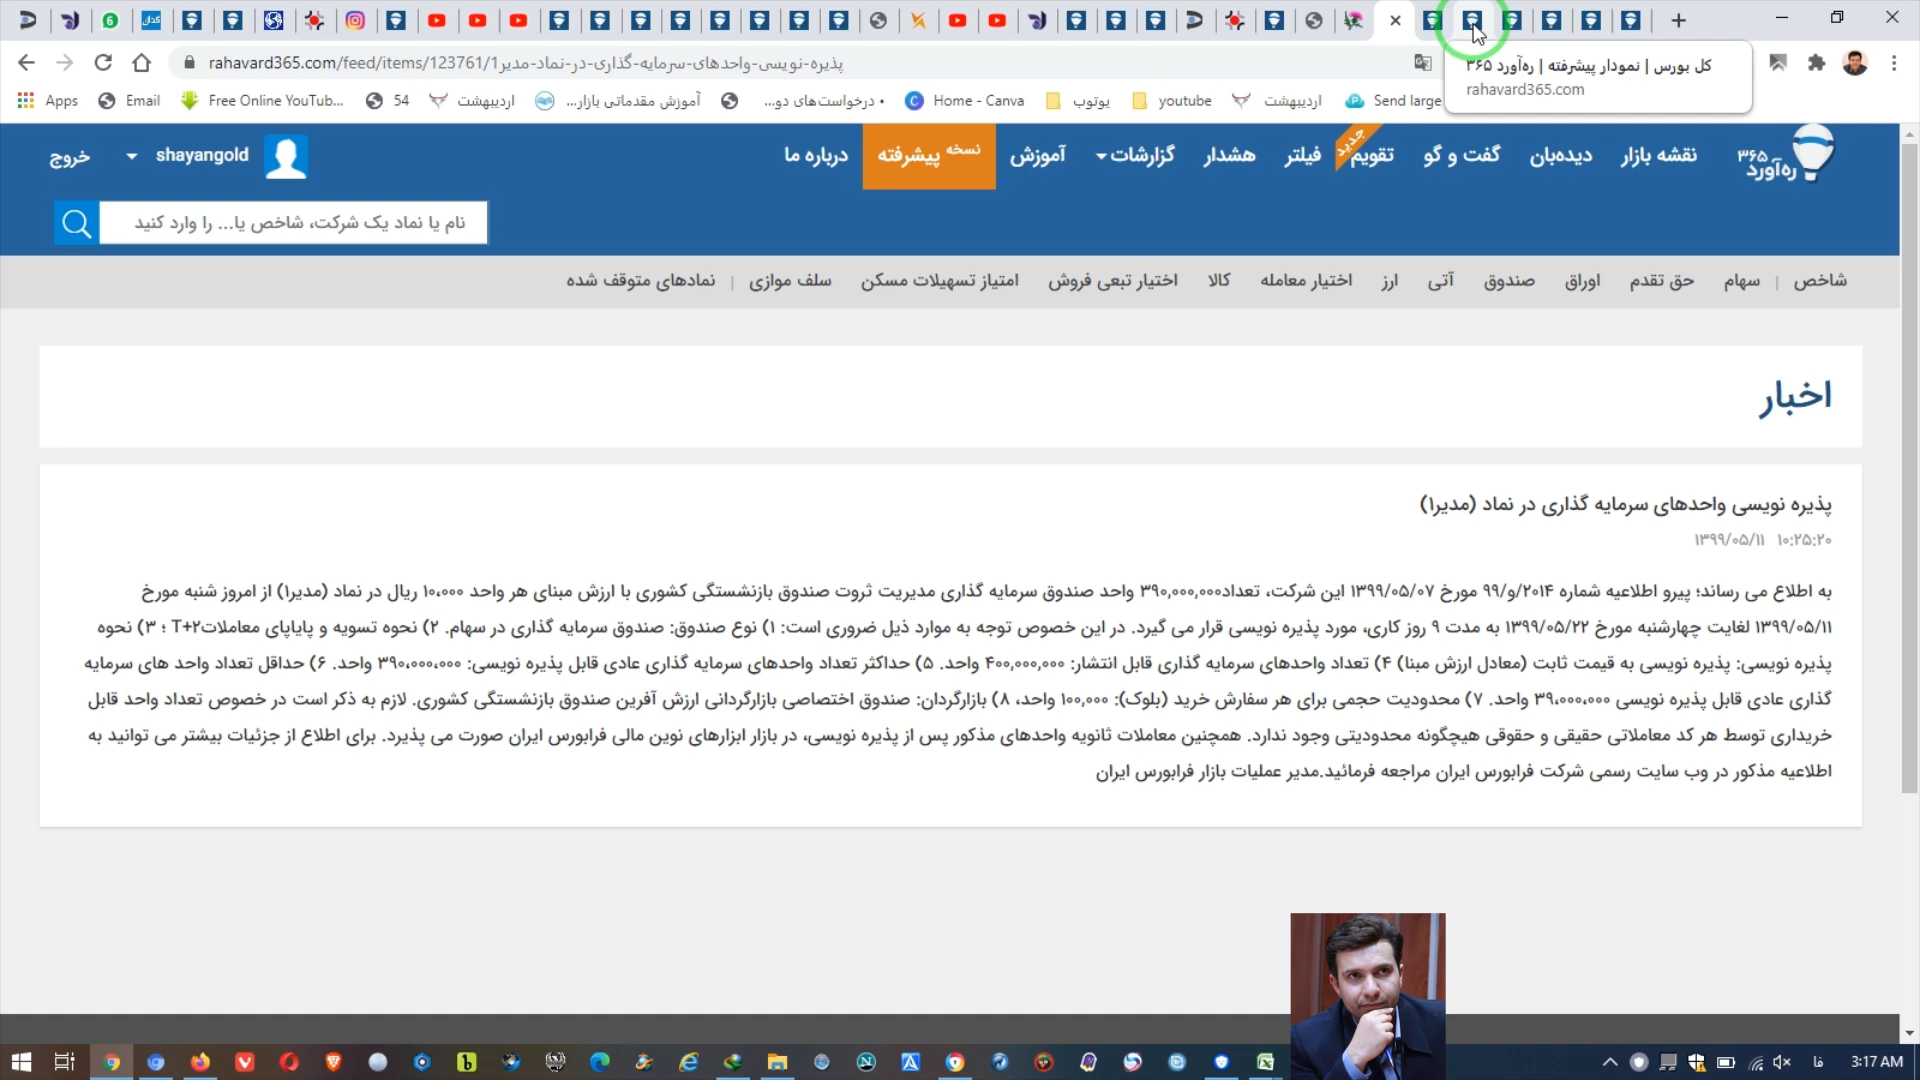 کل بورس | نمودار پیشرفته | ره‌آورد ۳۶۵
rahavard365.com
rahavard365.com/feed/items/123761/1پذیره-نویسی-واحدهای-سرمایه-گذاری-در-نماد-مدیر
Apps Email Free Online YouTub... 54 اردیبهشت آموزش مقدماتی بازار... درخواست‌های دو... Home - Canva یوتوب youtube اردیبهشت Send large
ره‌آورد ۳۶۵ نقشه بازار دیده‌بان گفت و گو تقویم جدید فیلتر هشدار گزارشات آموزش نسخه پیشرفته درباره ما shayangold خروج
نام یا نماد یک شرکت، شاخص یا... را وارد کنید
شاخص | سهام حق تقدم اوراق صندوق آتی ارز اختیار معامله کالا اختیار تبعی فروش امتیاز تسهیلات مسکن سلف موازی | نمادهای متوقف شده
اخبار
پذیره نویسی واحدهای سرمایه گذاری در نماد (مدیر۱)
۱۳۹۹/۰۵/۱۱ ۱۰:۲۵:۲۰
به اطلاع می رساند؛ پیرو اطلاعیه شماره ۲۰۱۴/و/۹۹ مورخ ۱۳۹۹/۰۵/۰۷ این شرکت، تعداد۳۹۰,۰۰۰,۰۰۰ واحد صندوق سرمایه گذاری مدیریت ثروت صندوق بازنشستگی کشوری با ارزش مبنای هر واحد ۱۰،۰۰۰ ریال در نماد (مدیر۱) از امروز شنبه مورخ
۱۳۹۹/۰۵/۱۱ لغایت چهارشنبه مورخ ۱۳۹۹/۰۵/۲۲ به مدت ۹ روز کاری، مورد پذیره نویسی قرار می گیرد. در این خصوص توجه به موارد ذیل ضروری است: ۱) نوع صندوق: صندوق سرمایه گذاری در سهام. ۲) نحوه تسویه و پایاپای معاملات۲+T ؛ ۳) نحوه
پذیره نویسی: پذیره نویسی به قیمت ثابت (معادل ارزش مبنا) ۴) تعداد واحدهای سرمایه گذاری قابل انتشار: ۴۰۰,۰۰۰,۰۰۰ واحد. ۵) حداکثر تعداد واحدهای سرمایه گذاری عادی قابل پذیره نویسی: ۳۹۰،۰۰۰،۰۰۰ واحد. ۶) حداقل تعداد واحد های سرمایه
گذاری عادی قابل پذیره نویسی ۳۹،۰۰۰،۰۰۰ واحد. ۷) محدودیت حجمی برای هر سفارش خرید (بلوک): ۱۰۰,۰۰۰ واحد، ۸) بازارگردان: صندوق اختصاصی بازارگردانی ارزش آفرین صندوق بازنشستگی کشوری. لازم به ذکر است در خصوص تعداد واحد قابل
خریداری توسط هر کد معاملاتی حقیقی و حقوقی هیچگونه محدودیتی وجود ندارد. همچنین معاملات ثانویه واحدهای مذکور پس از پذیره نویسی، در بازار ابزارهای نوین مالی فرابورس ایران صورت می پذیرد. برای اطلاع از جزئیات بیشتر می توانید به
اطلاعیه مذکور در وب سایت رسمی شرکت فرابورس ایران مراجعه فرمائید.مدیر عملیات بازار فرابورس ایران
فا 3:17 AM